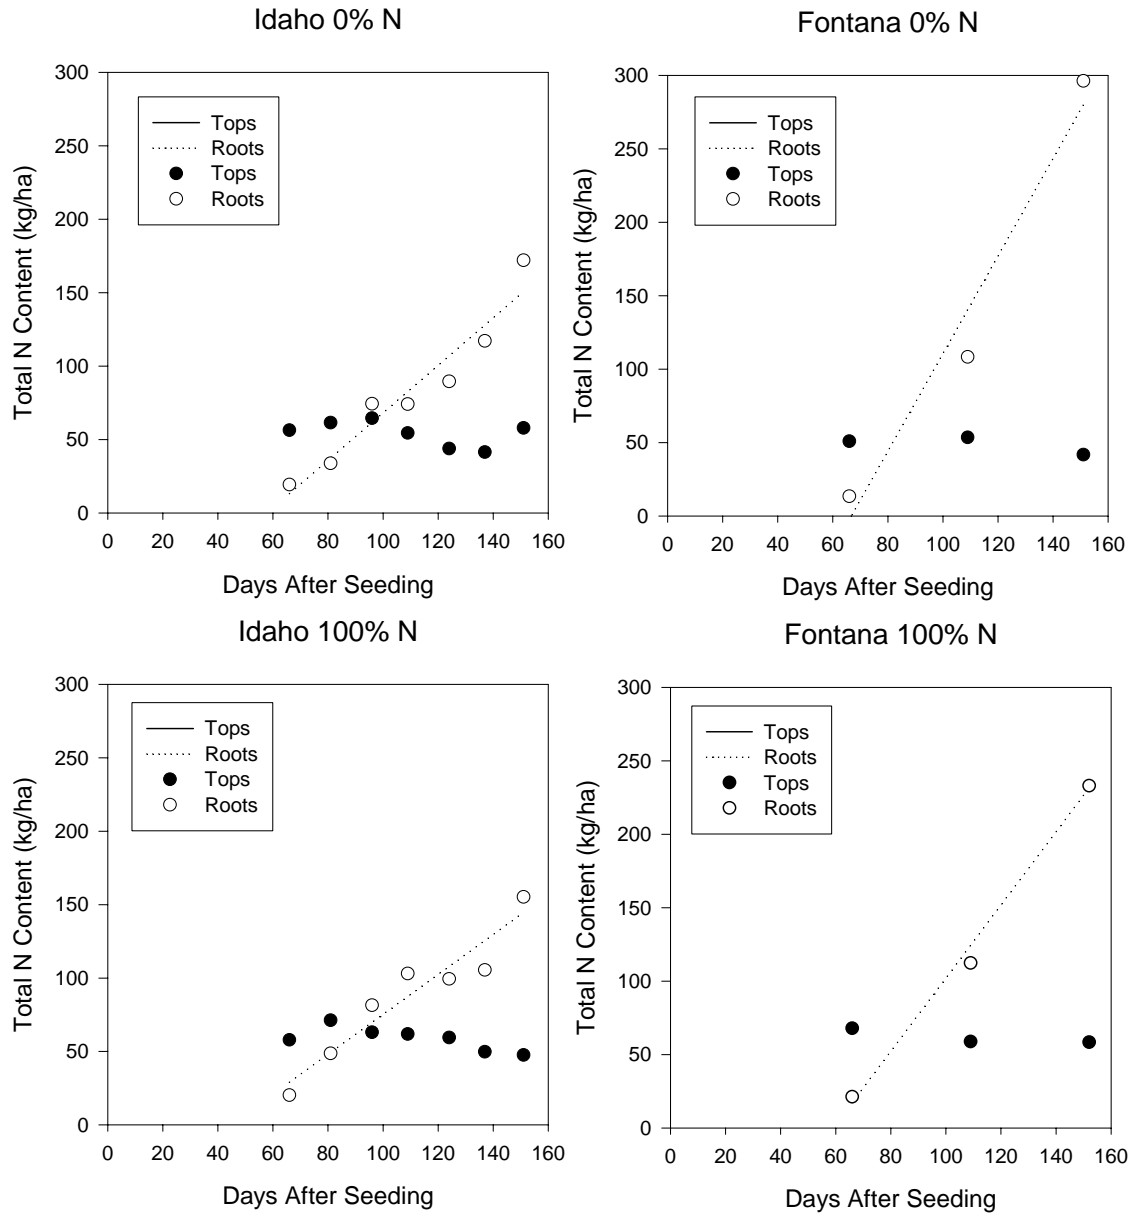 Idaho 0% N
Total N Content (kg/ha)
300
250
200
150
100
50
0
Tops
Roots
Tops
Roots
0 20 40 60 80 100 120 140 160
Days After Seeding
Fontana 0% N
Total N Content (kg/ha)
300
250
200
150
100
50
0
Tops
Roots
Tops
Roots
0 20 40 60 80 100 120 140 160
Days After Seeding
Idaho 100% N
Total N Content (kg/ha)
300
250
200
150
100
50
0
Tops
Roots
Tops
Roots
0 20 40 60 80 100 120 140 160
Days After Seeding
Fontana 100% N
Total N Content (kg/ha)
300
250
200
150
100
50
0
Tops
Roots
Tops
Roots
0 20 40 60 80 100 120 140 160
Days After Seeding